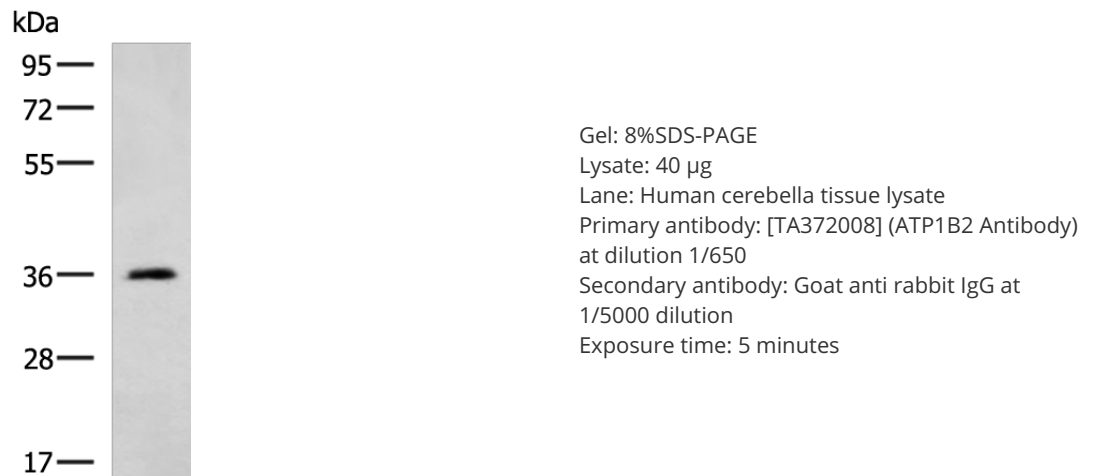 kDa
95
72
55
36
28
17
Gel: 8%SDS-PAGE
Lysate: 40 µg
Lane: Human cerebella tissue lysate
Primary antibody: [TA372008] (ATP1B2 Antibody)
at dilution 1/650
Secondary antibody: Goat anti rabbit IgG at
1/5000 dilution
Exposure time: 5 minutes